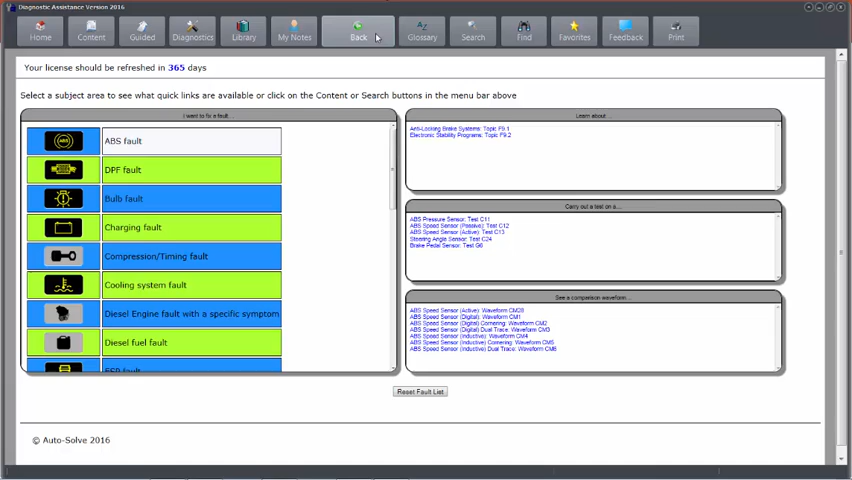 Diagnostic Assistance Version 2016
Home
Content
Guided
Diagnostics
Library
My Notes
Back
Glossary
Search
Find
Favorites
Feedback
Print
Your license should be refreshed in 365 days
Select a subject area to see what quick links are available or click on the Content or Search buttons in the menu bar above
I want to fix a fault...
ABS fault
DPF fault
Bulb fault
Charging fault
Compression/Timing fault
Cooling system fault
Diesel Engine fault with a specific symptom
Diesel fuel fault
ESP fault
Learn about ...
Anti-Locking Brake Systems: Topic F9.1
Electronic Stability Programs: Topic F9.2
Carry out a test on a...
ABS Pressure Sensor: Test C11
ABS Speed Sensor (Passive): Test C12
ABS Speed Sensor (Active): Test C13
Steering Angle Sensor: Test C24
Brake Pedal Sensor: Test G6
See a comparison waveform...
ABS Speed Sensor (Active): Waveform CM28
ABS Speed Sensor (Digital): Waveform CM1
ABS Speed Sensor (Digital) Cornering: Waveform CM2
ABS Speed Sensor (Digital) Dual Trace: Waveform CM3
ABS Speed Sensor (Inductive): Waveform CM4
ABS Speed Sensor (Inductive) Cornering: Waveform CM5
ABS Speed Sensor (Inductive) Dual Trace: Waveform CM6
Reset Fault List
© Auto-Solve 2016